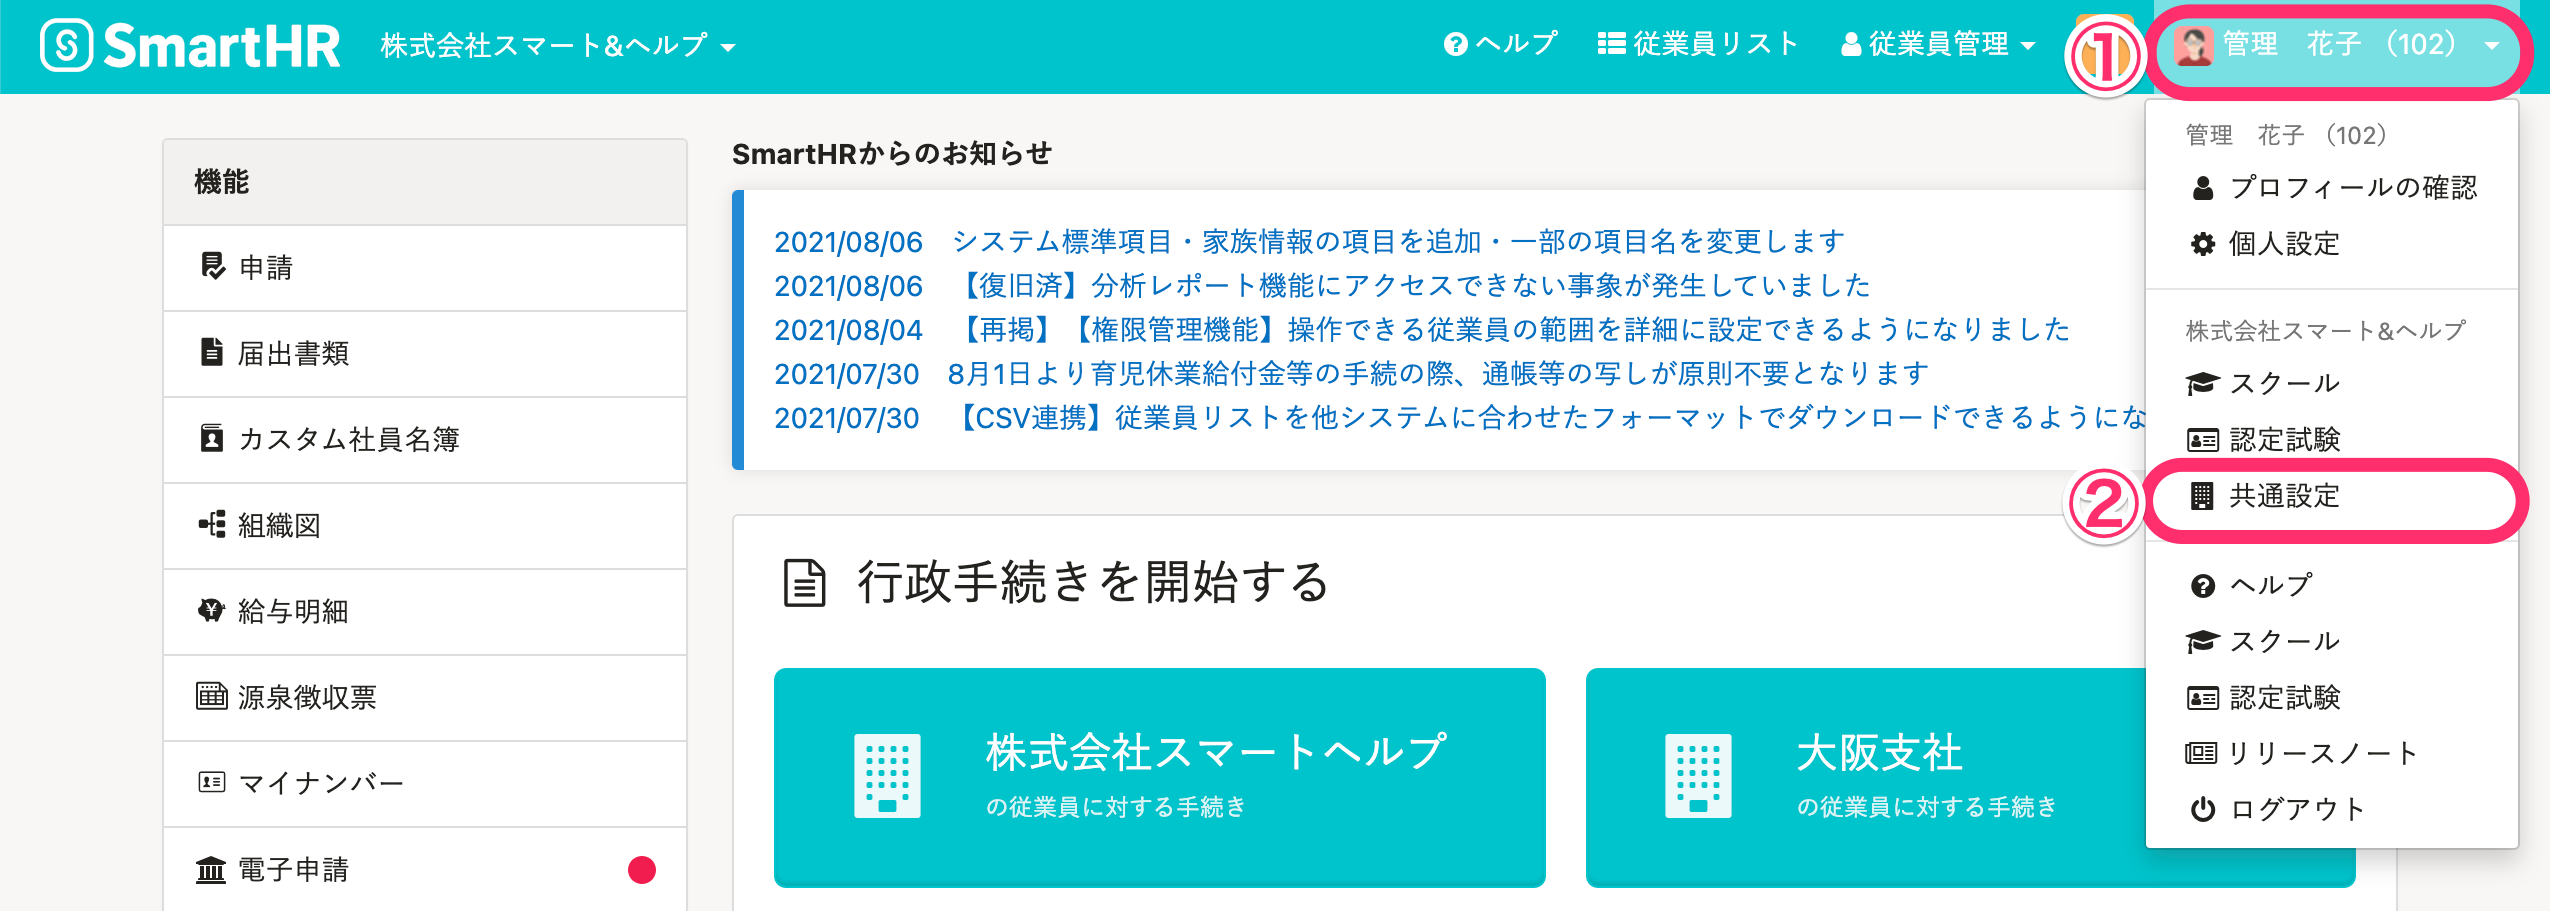 SmartHR 株式会社スマート&ヘルプ ヘルプ 従業員リスト 従業員管理 ① 管理　花子　（102）
機能
申請
届出書類
カスタム社員名簿
組織図
給与明細
源泉徴収票
マイナンバー
電子申請
SmartHRからのお知らせ
2021/08/06　システム標準項目・家族情報の項目を追加・一部の項目名を変更します
2021/08/06　【復旧済】分析レポート機能にアクセスできない事象が発生していました
2021/08/04　【再掲】【権限管理機能】操作できる従業員の範囲を詳細に設定できるようになりました
2021/07/30　8月1日より育児休業給付金等の手続の際、通帳等の写しが原則不要となります
2021/07/30　【CSV連携】従業員リストを他システムに合わせたフォーマットでダウンロードできるようにな
行政手続きを開始する
株式会社スマートヘルプ
の従業員に対する手続き
大阪支社
の従業員に対する手続き
管理　花子　（102）
プロフィールの確認
個人設定
株式会社スマート&ヘルプ
スクール
認定試験
② 共通設定
ヘルプ
スクール
認定試験
リリースノート
ログアウト